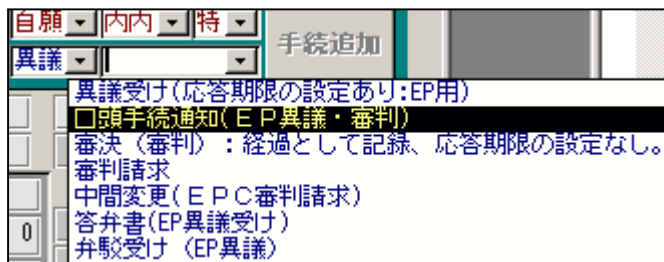 自願 内内 特 手続追加
異議
異議受け(応答期限の設定あり:EP用)
口頭手続通知(ＥＰ異議・審判)
審決（審判）：経過として記録、応答期限の設定なし。
審判請求
中間変更(ＥＰＣ審判請求)
答弁書(EP異議受け)
0
弁駁受け（EP異議)